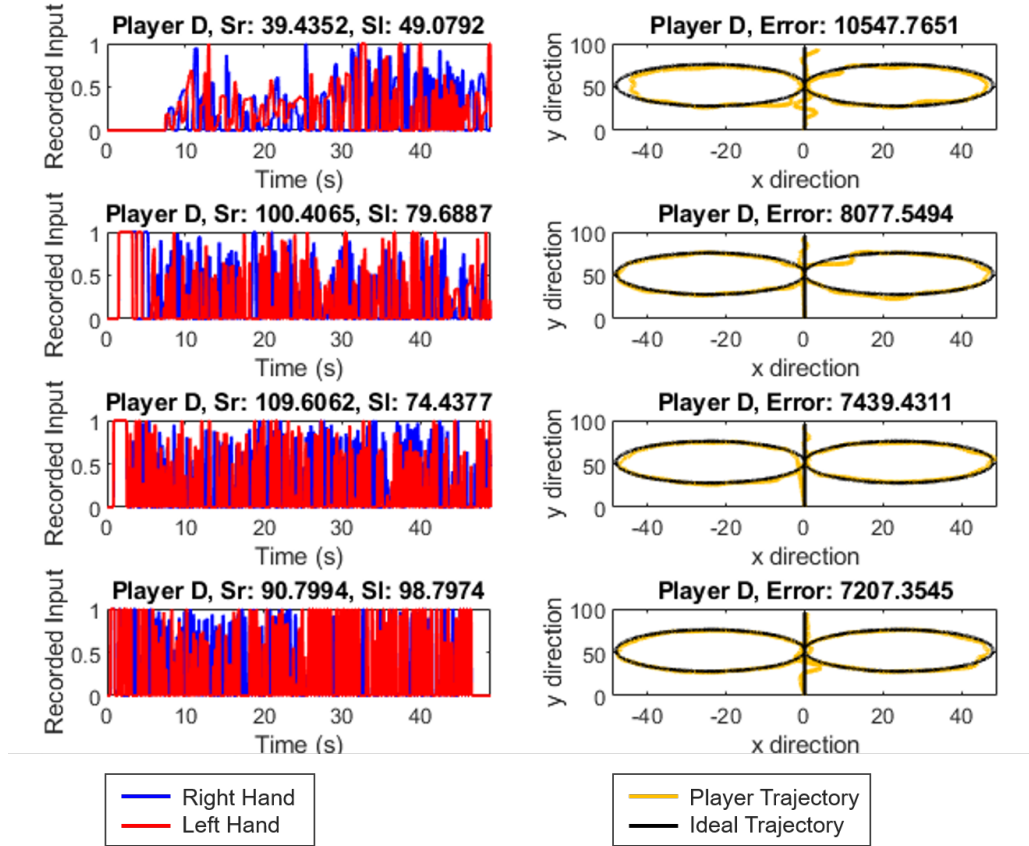 Player D, Sr: 39.4352, Sl: 49.0792
Recorded Input
1
0.5
0
0 10 20 30 40
Time (s)
Player D, Error: 10547.7651
y direction
100
50
0
-40 -20 0 20 40
x direction
Player D, Sr: 100.4065, Sl: 79.6887
Recorded Input
1
0.5
0
0 10 20 30 40
Time (s)
Player D, Error: 8077.5494
y direction
100
50
0
-40 -20 0 20 40
x direction
Player D, Sr: 109.6062, Sl: 74.4377
Recorded Input
1
0.5
0
0 10 20 30 40
Time (s)
Player D, Error: 7439.4311
y direction
100
50
0
-40 -20 0 20 40
x direction
Player D, Sr: 90.7994, Sl: 98.7974
Recorded Input
1
0.5
0
0 10 20 30 40
Time (s)
Player D, Error: 7207.3545
y direction
100
50
0
-40 -20 0 20 40
x direction
Right Hand
Left Hand
Player Trajectory
Ideal Trajectory